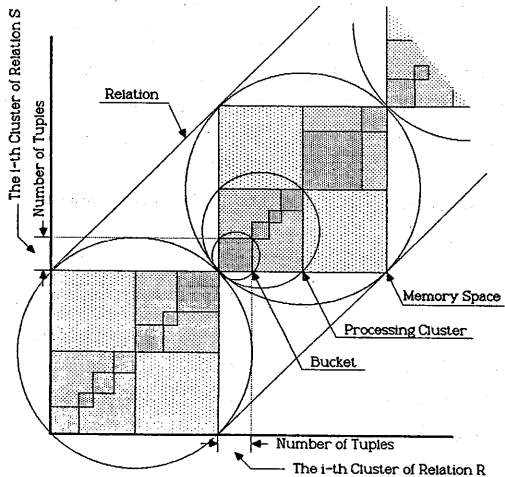 The i-th Cluster of Relation S
Number of Tuples
Relation
Memory Space
Processing Cluster
Bucket
Number of Tuples
The i-th Cluster of Relation R